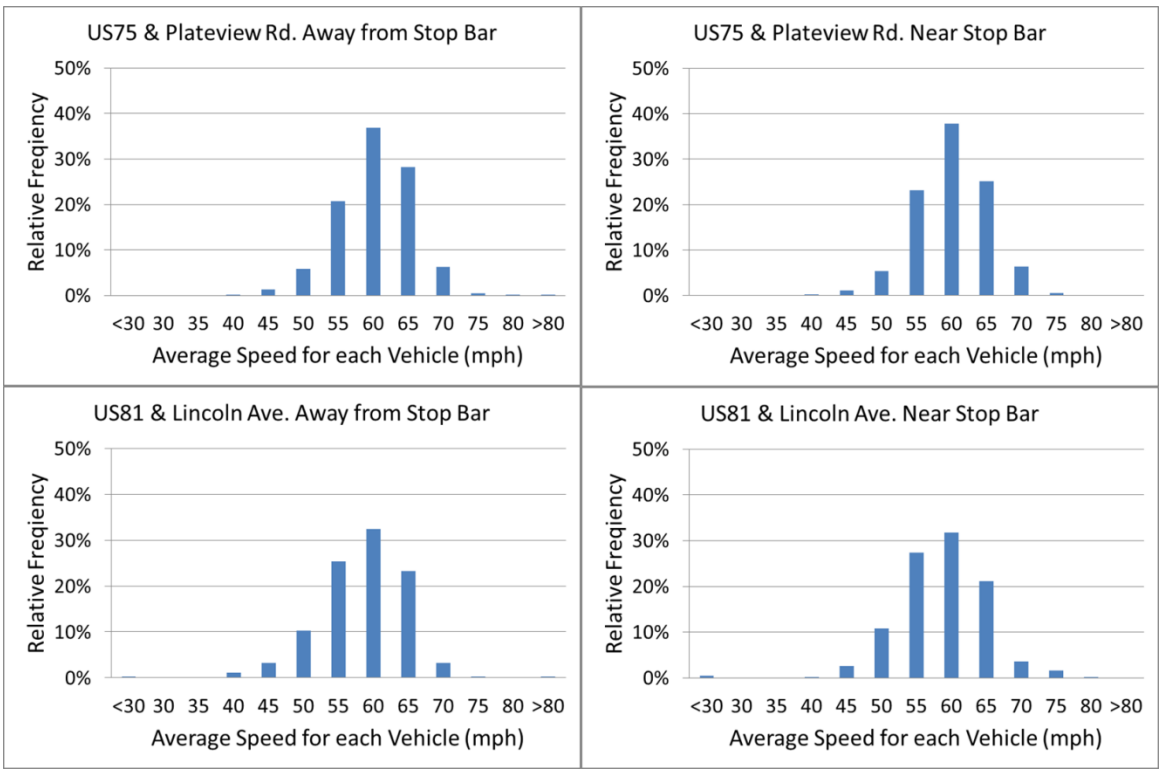 US75 & Plateview Rd. Away from Stop Bar
Relative Freqiency
50%
40%
30%
20%
10%
0%
<30 30 35 40 45 50 55 60 65 70 75 80 >80
Average Speed for each Vehicle (mph)
US75 & Plateview Rd. Near Stop Bar
Relative Freqiency
50%
40%
30%
20%
10%
0%
<30 30 35 40 45 50 55 60 65 70 75 80 >80
Average Speed for each Vehicle (mph)
US81 & Lincoln Ave. Away from Stop Bar
Relative Freqiency
50%
40%
30%
20%
10%
0%
<30 30 35 40 45 50 55 60 65 70 75 80 >80
Average Speed for each Vehicle (mph)
US81 & Lincoln Ave. Near Stop Bar
Relative Freqiency
50%
40%
30%
20%
10%
0%
<30 30 35 40 45 50 55 60 65 70 75 80 >80
Average Speed for each Vehicle (mph)